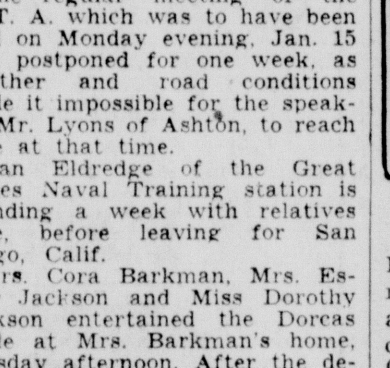 T. A. which was to have been
on Monday evening, Jan. 15
postponed for one week, as
ther and road conditions
e it impossible for the speak-
Mr. Lyons of Ashton, to reach
at that time.
an Eldredge of the Great
es Naval Training station is
nding a week with relatives
, before leaving for San
go, Calif.
rs. Cora Barkman, Mrs. Es-
Jackson and Miss Dorothy
kson entertained the Dorcas
le at Mrs. Barkman's home,
sday afternoon. After the de-